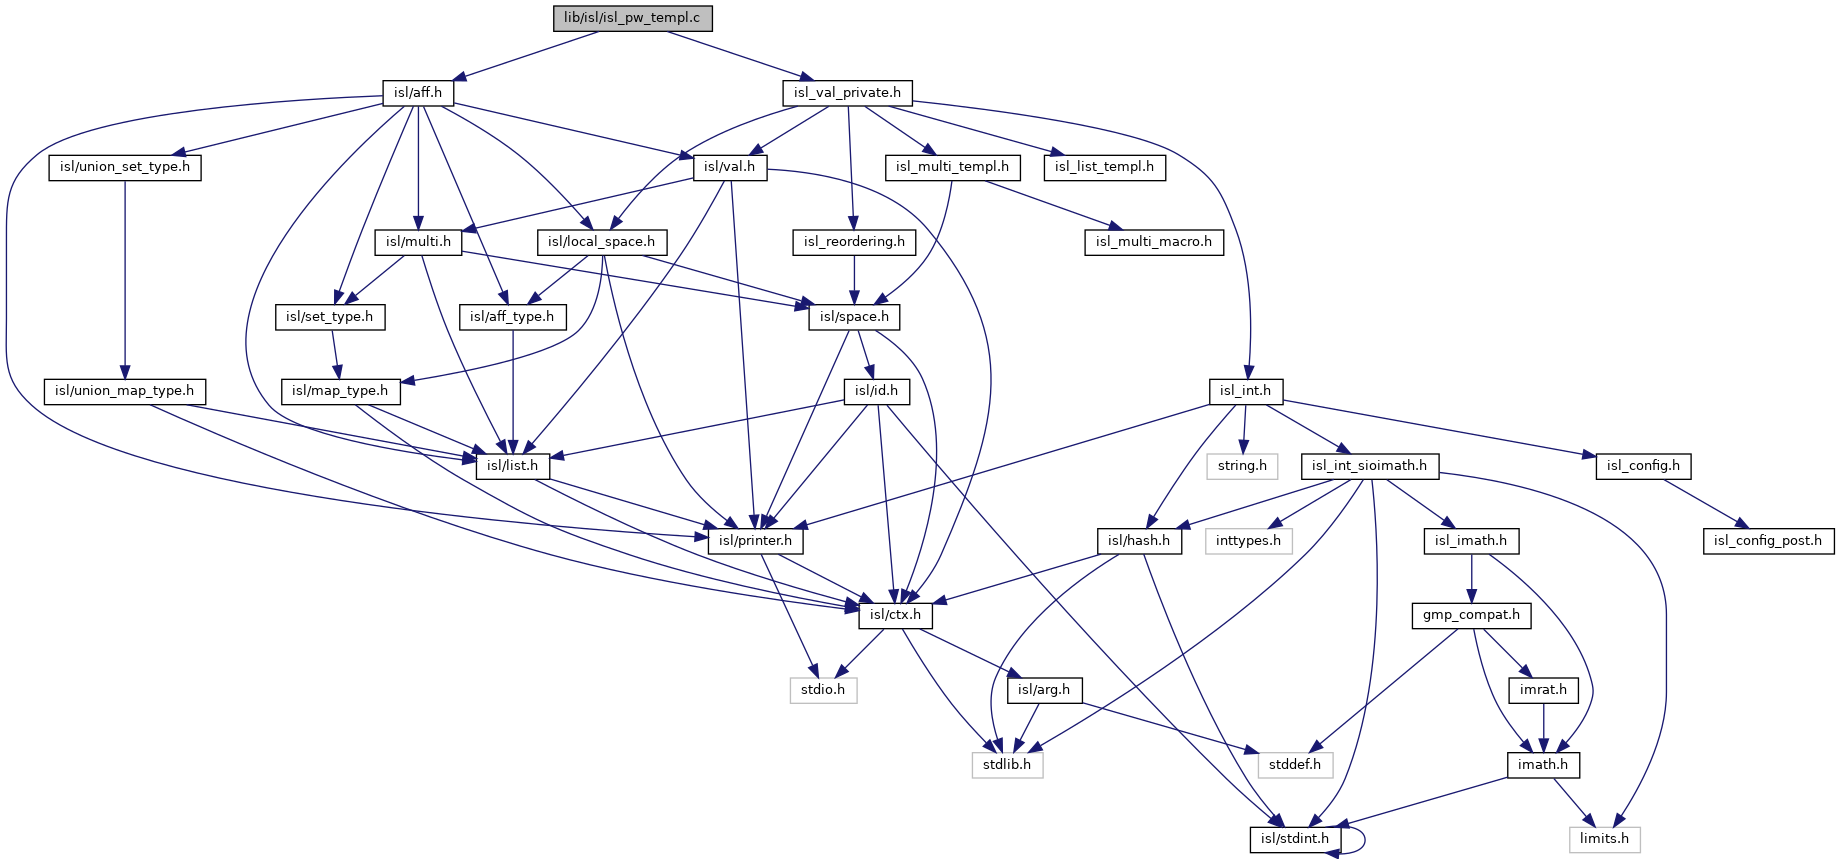 lib/isl/isl_pw_templ.c
isl/aff.h
isl_val_private.h
isl/union_set_type.h
isl/val.h
isl_multi_templ.h
isl_list_templ.h
isl/multi.h
isl/local_space.h
isl_reordering.h
isl_multi_macro.h
isl/set_type.h
isl/aff_type.h
isl/space.h
isl/union_map_type.h
isl/map_type.h
isl/id.h
isl_int.h
isl/list.h
string.h
isl_int_sioimath.h
isl_config.h
isl/printer.h
isl/hash.h
inttypes.h
isl_imath.h
isl_config_post.h
isl/ctx.h
gmp_compat.h
stdio.h
isl/arg.h
imrat.h
stdlib.h
stddef.h
imath.h
isl/stdint.h
limits.h